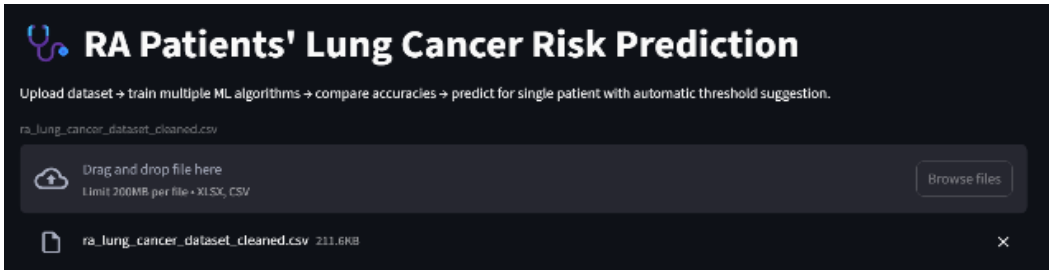 RA Patients' Lung Cancer Risk Prediction
Upload dataset → train multiple ML algorithms → compare accuracies → predict for single patient with automatic threshold suggestion.
ra_lung_cancer_dataset_cleaned.csv
Drag and drop file here
Limit 200MB per file • XLSX, CSV
Browse files
ra_lung_cancer_dataset_cleaned.csv 211.6KB